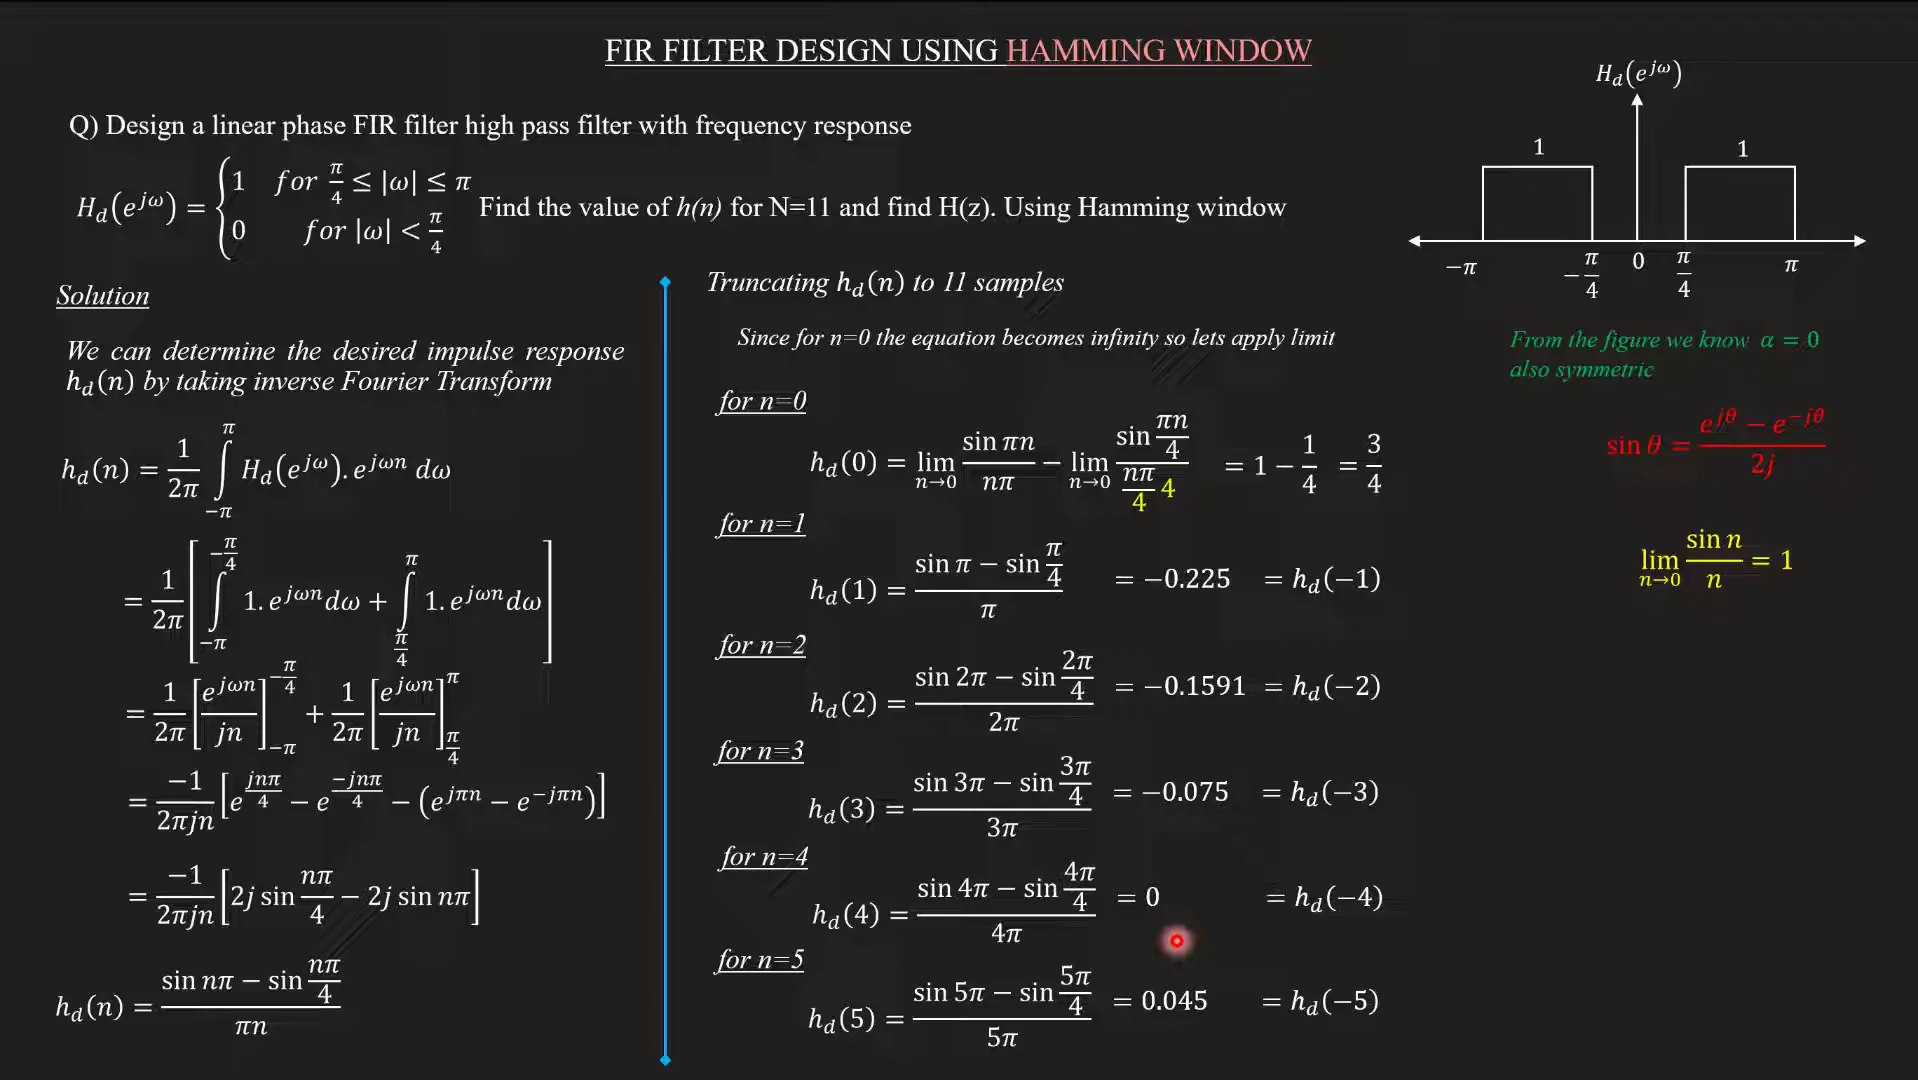 FIR FILTER DESIGN USING HAMMING WINDOW
Q) Design a linear phase FIR filter high pass filter with frequency response
H_d(e^{jω}) = { 1 for π/4 ≤ |ω| ≤ π
0 for |ω| < π/4
Find the value of h(n) for N=11 and find H(z). Using Hamming window
Solution
We can determine the desired impulse response
h_d(n) by taking inverse Fourier Transform
h_d(n) = 1/2π ∫_{−π}^{π} H_d(e^{jω}). e^{jωn} dω
= 1/2π [ ∫_{−π}^{−π/4} 1. e^{jωn} dω + ∫_{π/4}^{π} 1. e^{jωn} dω ]
= 1/2π [e^{jωn}/jn]_{−π}^{−π/4} + 1/2π [e^{jωn}/jn]_{π/4}^{π}
= −1/2πjn [e^{jnπ/4} − e^{−jnπ/4} − (e^{jπn} − e^{−jπn})]
= −1/2πjn [2j sin nπ/4 − 2j sin nπ]
h_d(n) = (sin nπ − sin nπ/4)/πn
Truncating h_d(n) to 11 samples
Since for n=0 the equation becomes infinity so lets apply limit
for n=0
h_d(0) = lim_{n→0} sin πn/nπ − lim_{n→0} sin πn/4 / (nπ/4 4) = 1 − 1/4 = 3/4
for n=1
h_d(1) = (sin π − sin π/4)/π = −0.225 = h_d(−1)
for n=2
h_d(2) = (sin 2π − sin 2π/4)/2π = −0.1591 = h_d(−2)
for n=3
h_d(3) = (sin 3π − sin 3π/4)/3π = −0.075 = h_d(−3)
for n=4
h_d(4) = (sin 4π − sin 4π/4)/4π = 0 = h_d(−4)
for n=5
h_d(5) = (sin 5π − sin 5π/4)/5π = 0.045 = h_d(−5)
H_d(e^{jω})
1 1
−π −π/4 0 π/4 π
From the figure we know α = 0
also symmetric
sin θ = (e^{jθ} − e^{−jθ})/2j
lim_{n→0} sin n/n = 1